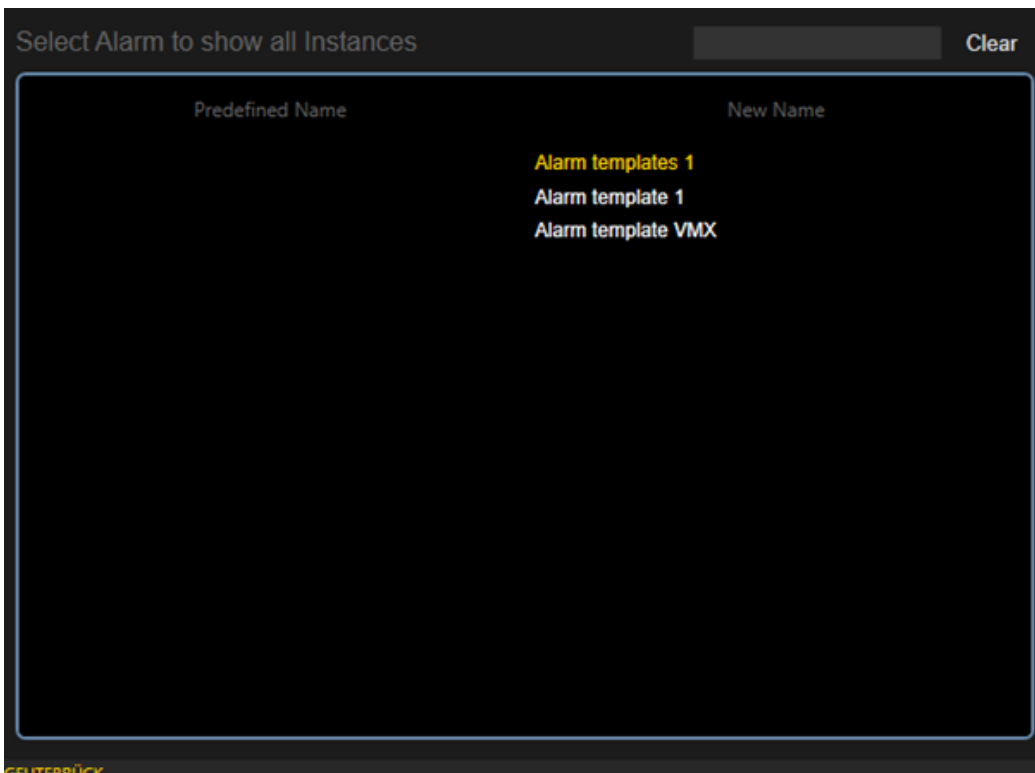 Select Alarm to show all Instances Clear
Predefined Name New Name
Alarm templates 1
Alarm template 1
Alarm template VMX
GEUTEBRÜCK